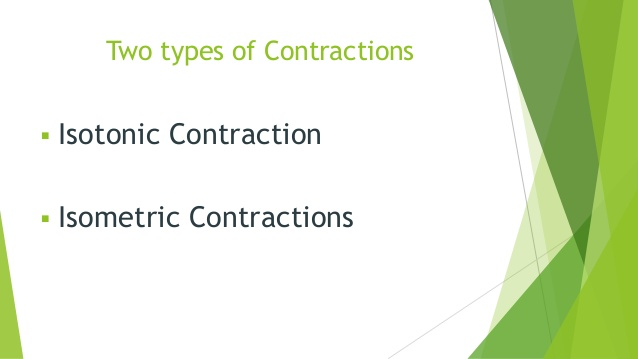 Two types of Contractions
Isotonic Contraction
Isometric Contractions